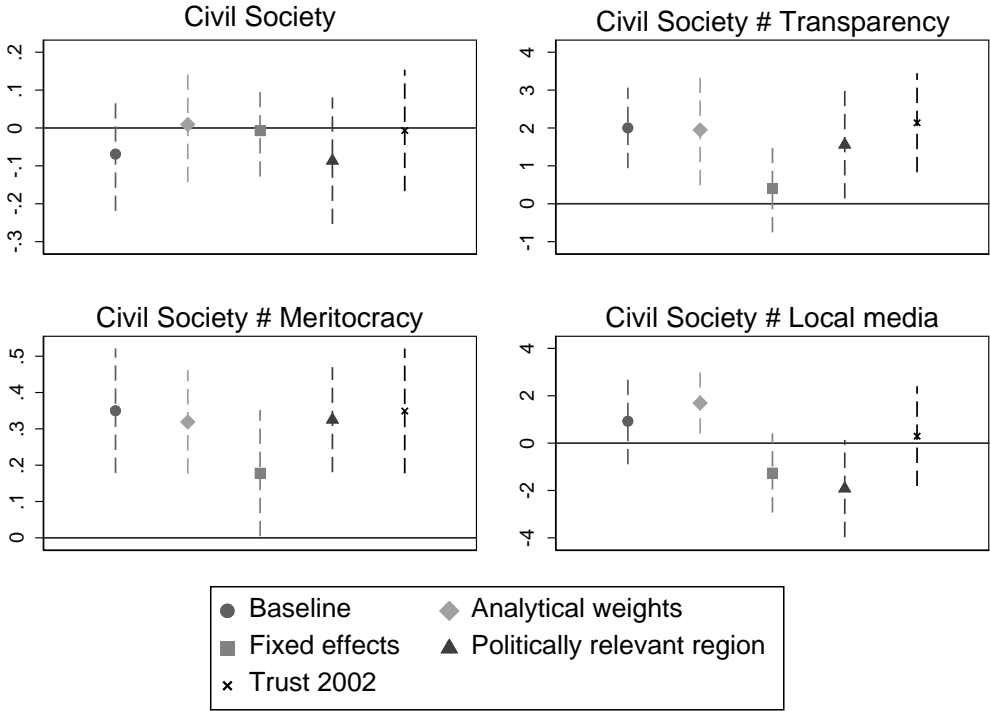 Civil Society
.2
.1
0
-.1
-.2
-.3
Civil Society # Transparency
4
3
2
1
0
-1
Civil Society # Meritocracy
.5
.4
.3
.2
.1
0
Civil Society # Local media
4
2
0
-2
-4
Baseline
Analytical weights
Fixed effects
Politically relevant region
Trust 2002